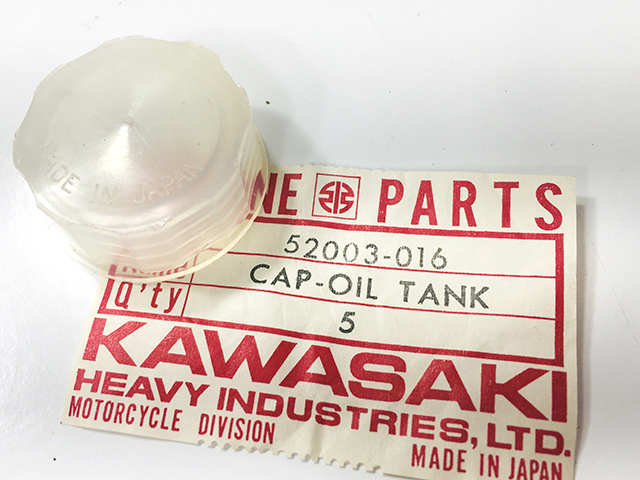 MADE IN JAPAN
NE PARTS
52003-016
CAP-OIL TANK
Q'ty 5
KAWASAKI
HEAVY INDUSTRIES, LTD.
MOTORCYCLE DIVISION
MADE IN JAPAN